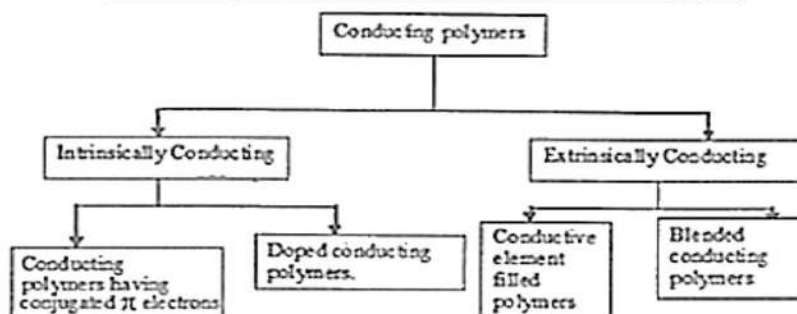 Conducting polymers
Intrinsically Conducting
Extrinsically Conducting
Conducting
polymers having
conjugated π electrons
Doped conducting
polymers.
Conductive
element
filled
polymers
Blended
conducting
polymers